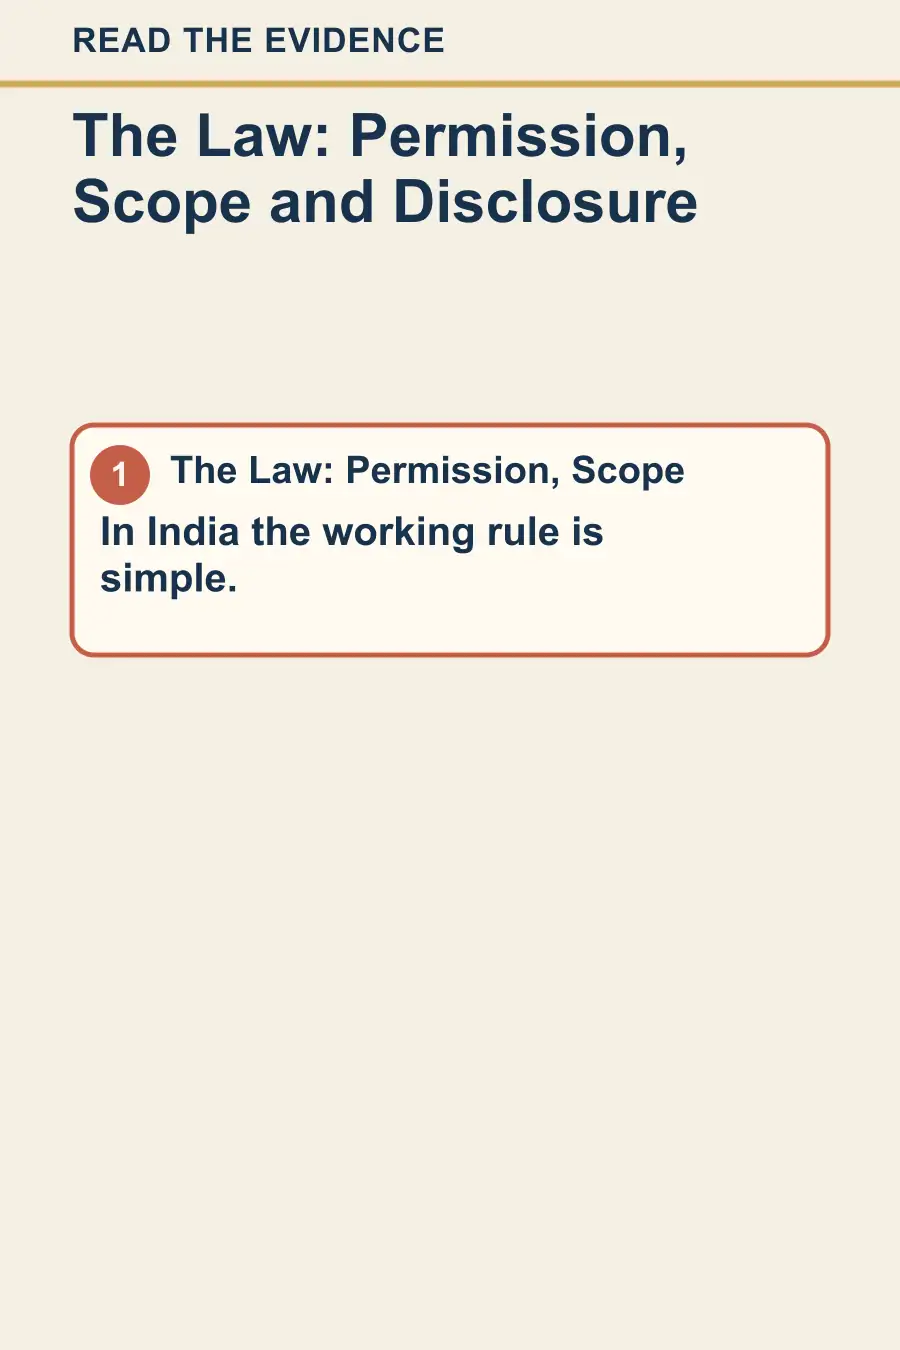 READ THE EVIDENCE
The Law: Permission,
Scope and Disclosure
1 The Law: Permission, Scope
In India the working rule is
simple.